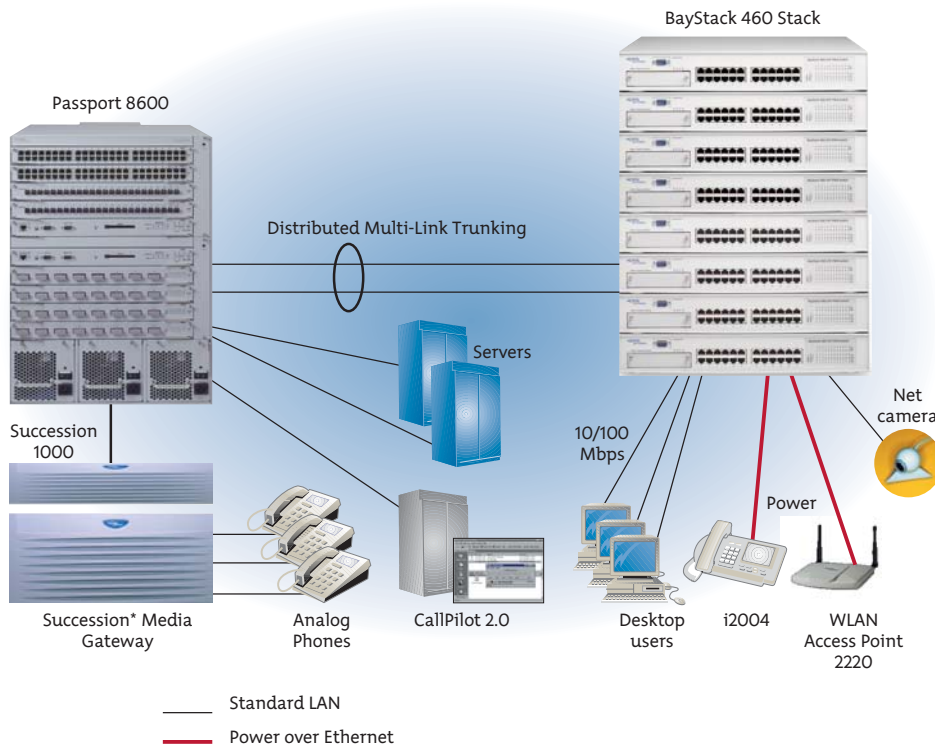 BayStack 460 Stack
Passport 8600
Distributed Multi-Link Trunking
Servers
Succession
1000
10/100
Mbps
Net
camera
Power
Succession* Media
Gateway
Analog
Phones
CallPilot 2.0
Desktop
users
i2004
WLAN
Access Point
2220
Standard LAN
Power over Ethernet